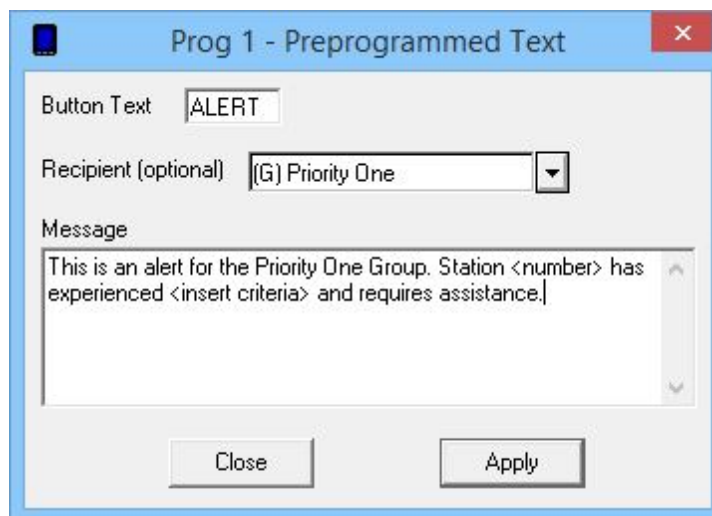 Prog 1 - Preprogrammed Text
Button Text ALERT
Recipient (optional) (G) Priority One
Message
This is an alert for the Priority One Group. Station <number> has
experienced <insert criteria> and requires assistance.
Close Apply